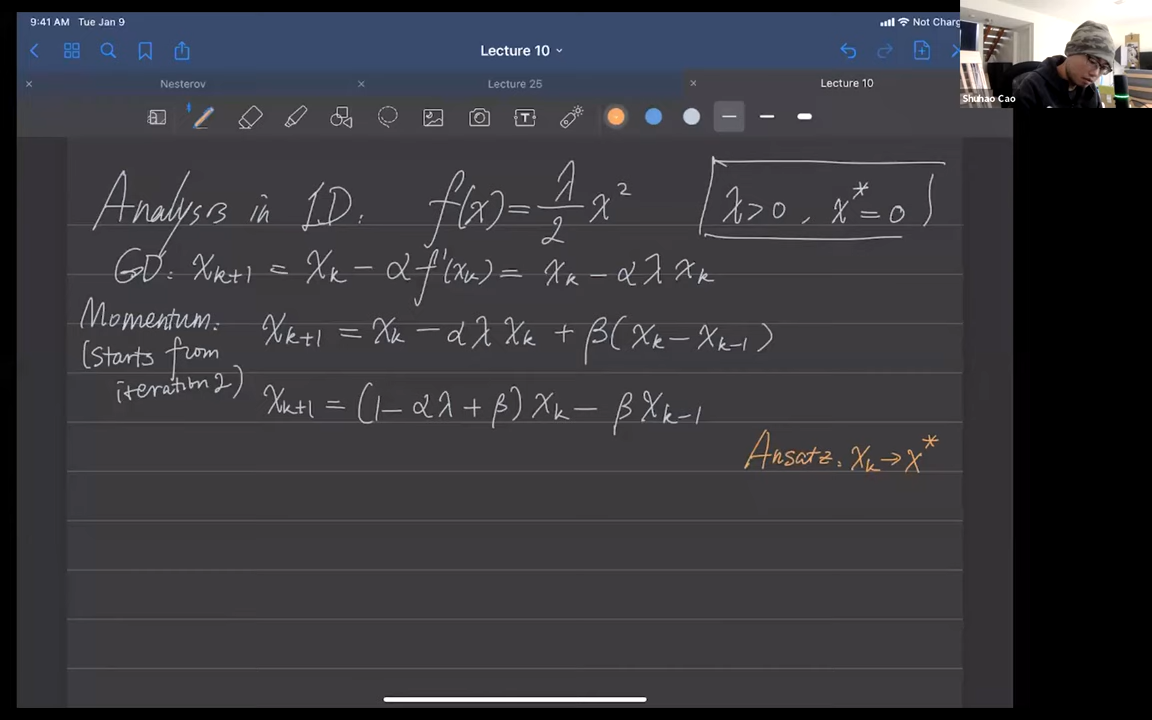 9:41 AM Tue Jan 9
Not Charg
Lecture 10
Nesterov
Lecture 25
Lecture 10
Shuhao Cao
Analysis in 1D: f(x) = λ/2 x² λ>0, x* = 0
GD: x_{k+1} = x_k − α f'(x_k) = x_k − αλ x_k
Momentum: x_{k+1} = x_k − αλ x_k + β(x_k − x_{k−1})
(Starts from
iteration 2) x_{k+1} = (1 − αλ + β) x_k − β x_{k−1}
Ansatz: x_k → x*